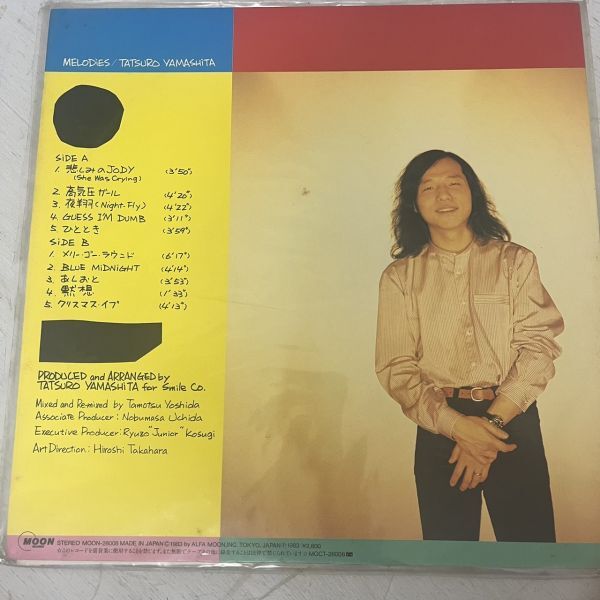 MELODIES / TATSURO YAMASHITA
SIDE A
1. 悲しみのJODY (3'50")
(She Was Crying)
2. 高気圧ガール (4'20")
3. 夜翔(Night-Fly) (4'22")
4. GUESS I'M DUMB (3'11")
5. ひととき (3'59")
SIDE B
1. メリー・ゴー・ラウンド (6'17")
2. BLUE MIDNIGHT (4'14")
3. あしおと (3'53")
4. 黙想 (1'33")
5. クリスマス・イブ (4'13")
PRODUCED and ARRANGED by
TATSURO YAMASHITA for Smile Co.
Mixed and Re-mixed by Tamotsu Yoshida
Associate Producer: Nobumasa Uchida
Executive Producer: Ryuzo "Junior" Kosugi
Art Direction: Hiroshi Takahara
MOON
STEREO MOON-28008 MADE IN JAPAN Ⓒ1983 by ALFA MOON, INC. TOKYO, JAPAN 1983 ¥2,800
MOCT-28008